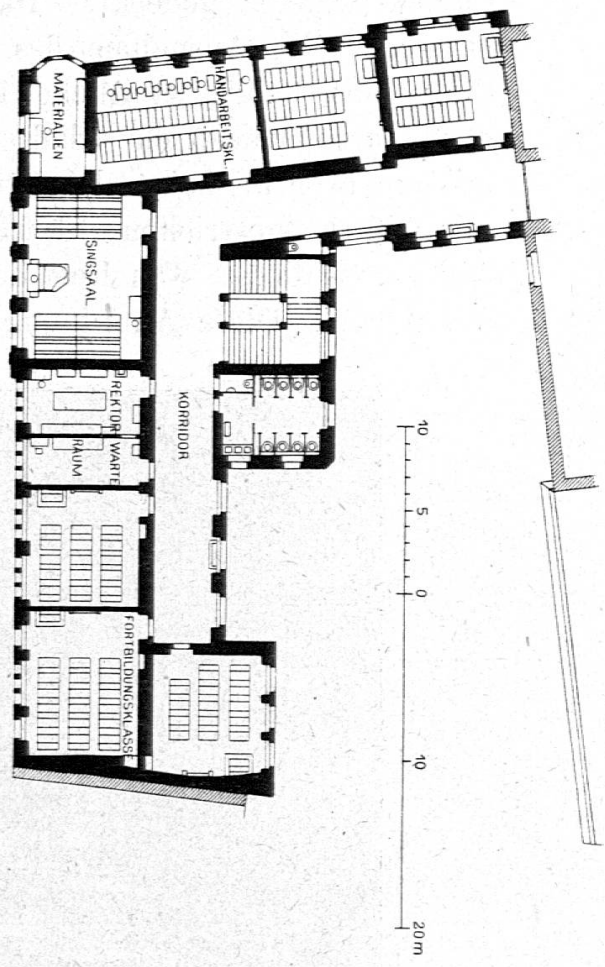 MATERIALIEN
HANDARBEITSKL.
SINGSAAL
REKTOR
WARTE
RAUM
KORRIDOR
FORTBILDUNGSKLASSE
10 5 0 10 20 m